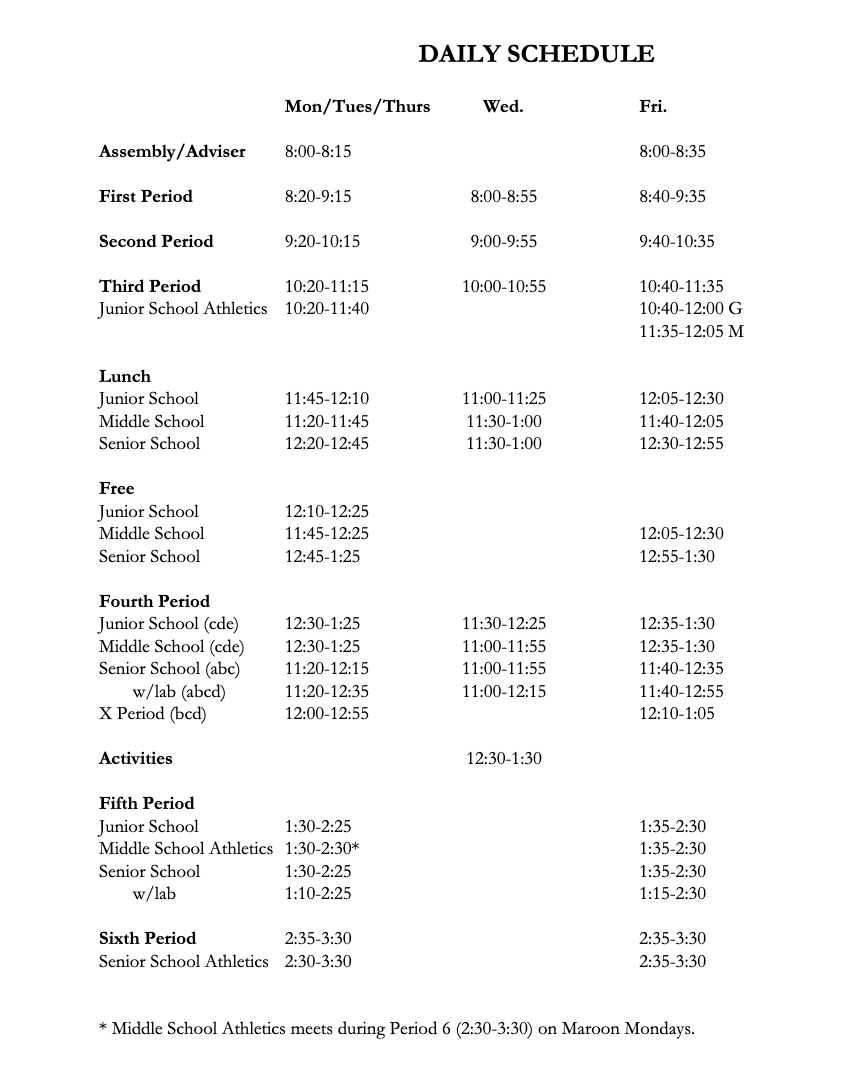 DAILY SCHEDULE
Mon/Tues/Thurs Wed. Fri.
Assembly/Adviser 8:00-8:15 8:00-8:35
First Period 8:20-9:15 8:00-8:55 8:40-9:35
Second Period 9:20-10:15 9:00-9:55 9:40-10:35
Third Period 10:20-11:15 10:00-10:55 10:40-11:35
Junior School Athletics 10:20-11:40 10:40-12:00 G
11:35-12:05 M
Lunch
Junior School 11:45-12:10 11:00-11:25 12:05-12:30
Middle School 11:20-11:45 11:30-1:00 11:40-12:05
Senior School 12:20-12:45 11:30-1:00 12:30-12:55
Free
Junior School 12:10-12:25
Middle School 11:45-12:25 12:05-12:30
Senior School 12:45-1:25 12:55-1:30
Fourth Period
Junior School (cde) 12:30-1:25 11:30-12:25 12:35-1:30
Middle School (cde) 12:30-1:25 11:00-11:55 12:35-1:30
Senior School (abc) 11:20-12:15 11:00-11:55 11:40-12:35
w/lab (abcd) 11:20-12:35 11:00-12:15 11:40-12:55
X Period (bcd) 12:00-12:55 12:10-1:05
Activities 12:30-1:30
Fifth Period
Junior School 1:30-2:25 1:35-2:30
Middle School Athletics 1:30-2:30* 1:35-2:30
Senior School 1:30-2:25 1:35-2:30
w/lab 1:10-2:25 1:15-2:30
Sixth Period 2:35-3:30 2:35-3:30
Senior School Athletics 2:30-3:30 2:35-3:30
* Middle School Athletics meets during Period 6 (2:30-3:30) on Maroon Mondays.